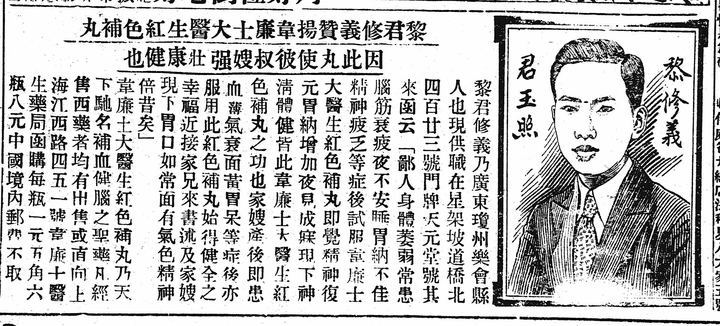 黎君修義贊揚韋廉士大醫生紅色補丸
因此丸使彼叔嫂强壯康健也
黎修義
君玉照
黎君修義乃廣東瓊州樂會縣
人也現供職在星架坡道橋北
四百廿三號門牌天元堂號其
來函云「鄙人身體萎弱常患
腦筋衰疲夜不安睡胃納不佳
精神疲乏等症後試服韋廉士
大醫生紅色補丸即覺精神復
元胃納增加夜見成寐現下神
清體健皆此韋廉士大醫生紅
色補丸之功也家嫂產後即患
血薄氣衰面黃胃呆等症後亦
服用此紅色補丸始得健全之
幸福近接家兄來書述及家嫂
現下胃口如常面有氣色精神
倍昔矣」
韋廉士大醫生紅色補丸乃天
下馳名補血健腦之聖藥凡經
售西藥者均有出售或直向上
海江西路四五一號韋廉士醫
生藥局函購每瓶一元五角六
瓶八元中國境內郵費不取